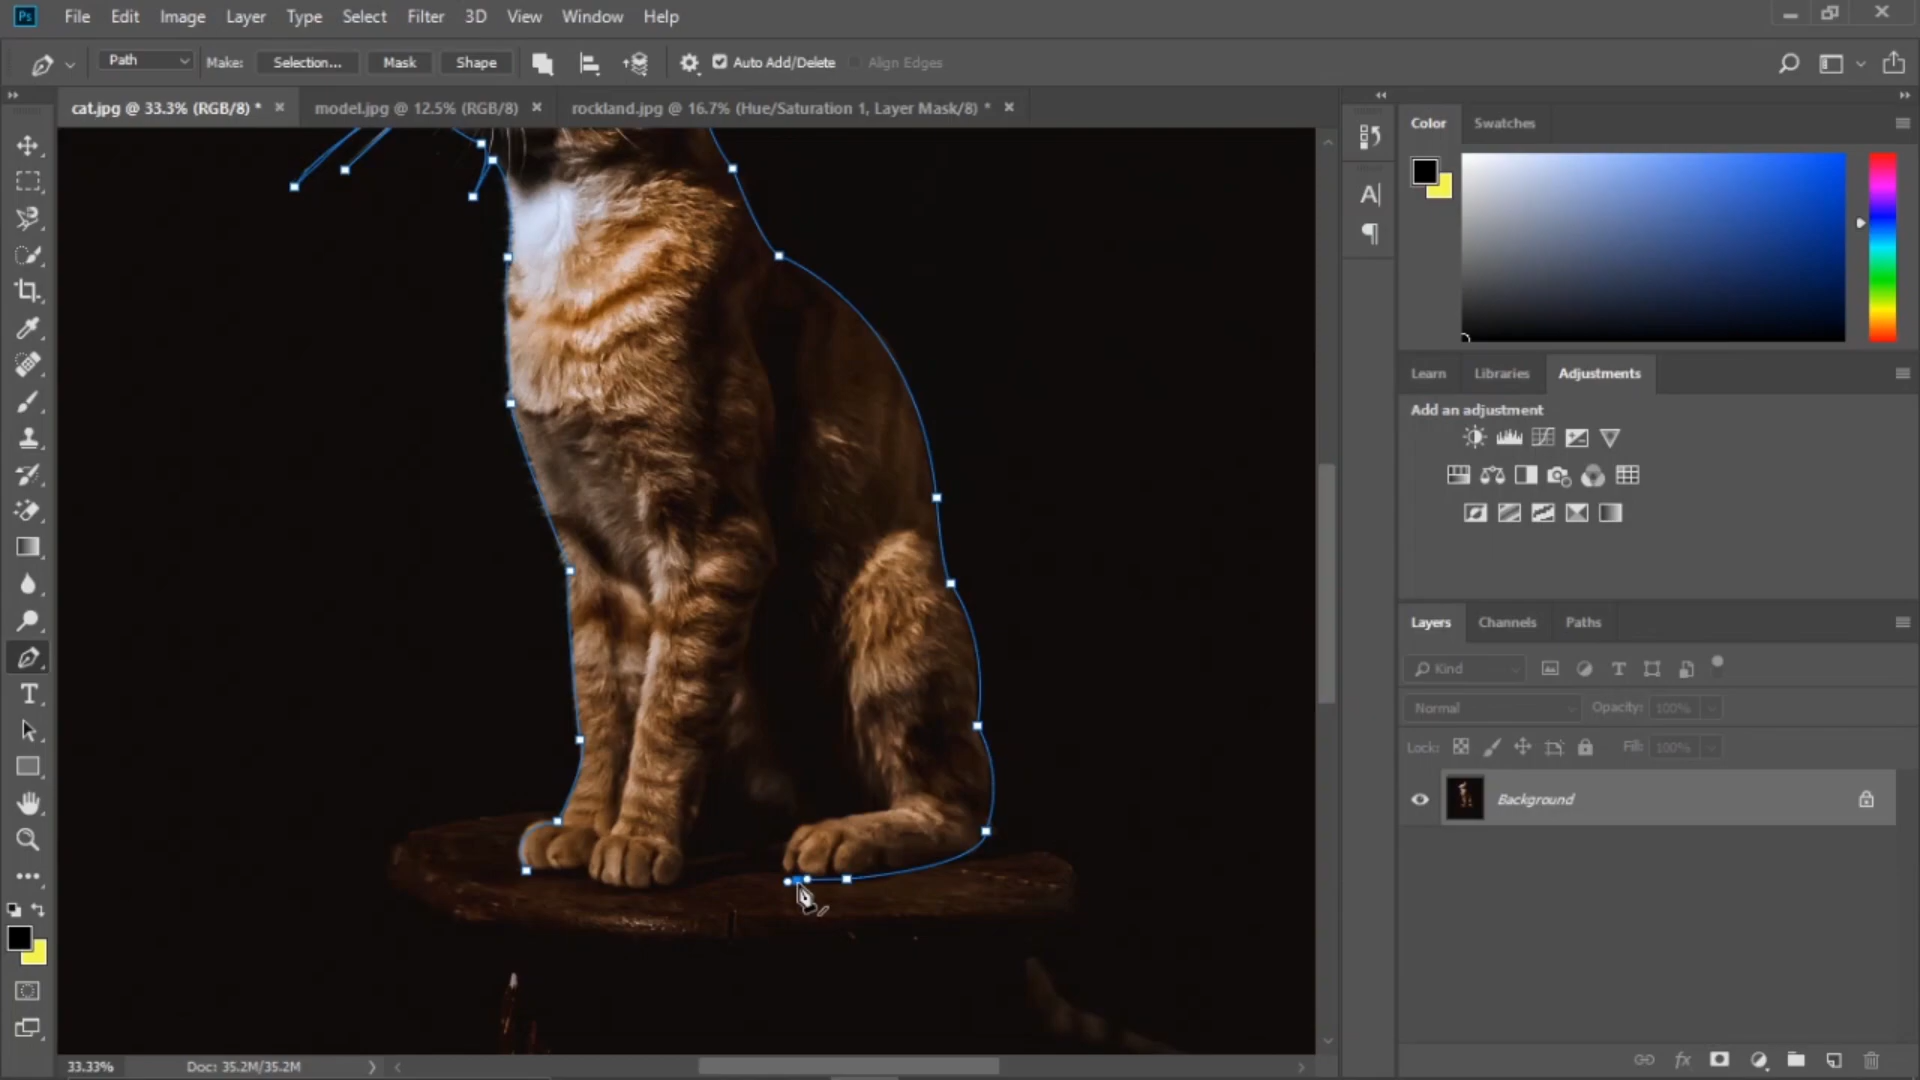 Ps File Edit Image Layer Type Select Filter 3D View Window Help
Path Make: Selection... Mask Shape Auto Add/Delete Align Edges
cat.jpg @ 33.3% (RGB/8) * model.jpg @ 12.5% (RGB/8) rockland.jpg @ 16.7% (Hue/Saturation 1, Layer Mask/8) *
Color Swatches
Learn Libraries Adjustments
Add an adjustment
Layers Channels Paths
Kind
Normal Opacity: 100%
Lock: Fill: 100%
Background
33.33% Doc: 35.2M/35.2M